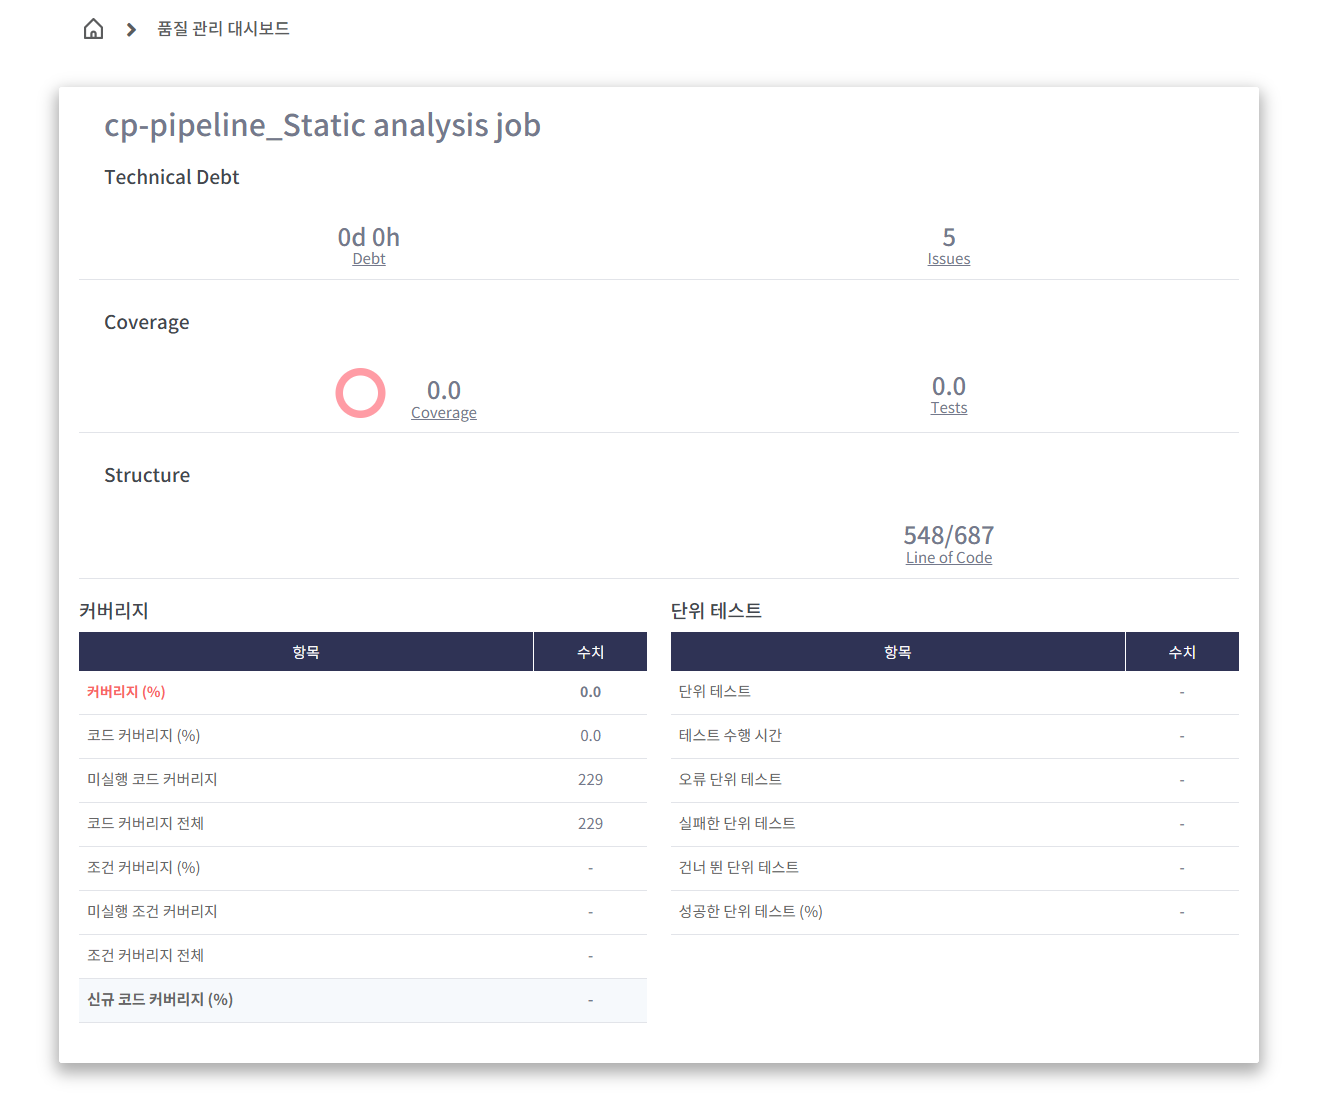 품질 관리 대시보드
cp-pipeline_Static analysis job
Technical Debt
0d 0h
Debt
5
Issues
Coverage
0.0
Coverage
0.0
Tests
Structure
548/687
Line of Code
커버리지
항목 수치
커버리지 (%) 0.0
코드 커버리지 (%) 0.0
미실행 코드 커버리지 229
코드 커버리지 전체 229
조건 커버리지 (%) -
미실행 조건 커버리지 -
조건 커버리지 전체 -
신규 코드 커버리지 (%) -
단위 테스트
항목 수치
단위 테스트 -
테스트 수행 시간 -
오류 단위 테스트 -
실패한 단위 테스트 -
건너 뛴 단위 테스트 -
성공한 단위 테스트 (%) -